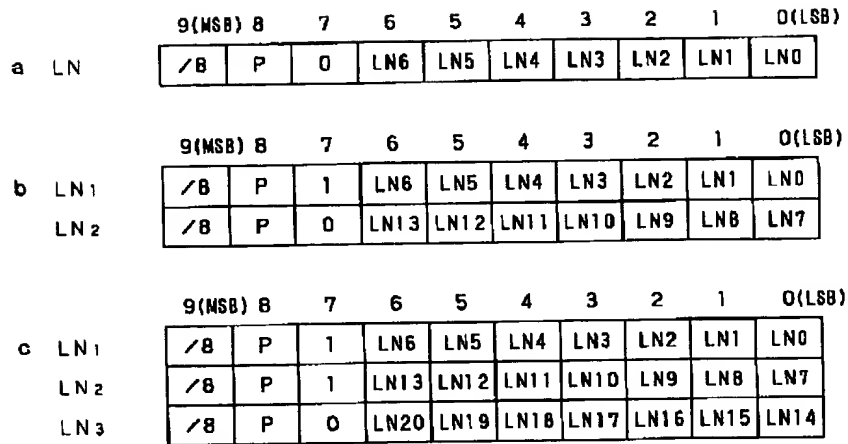 9(MSB) 8 7 6 5 4 3 2 1 0(LSB)
a LN /8 P 0 LN6 LN5 LN4 LN3 LN2 LN1 LN0
9(MSB) 8 7 6 5 4 3 2 1 0(LSB)
b LN1 /8 P 1 LN6 LN5 LN4 LN3 LN2 LN1 LN0
LN2 /8 P 0 LN13 LN12 LN11 LN10 LN9 LN8 LN7
9(MSB) 8 7 6 5 4 3 2 1 0(LSB)
c LN1 /8 P 1 LN6 LN5 LN4 LN3 LN2 LN1 LN0
LN2 /8 P 1 LN13 LN12 LN11 LN10 LN9 LN8 LN7
LN3 /8 P 0 LN20 LN19 LN18 LN17 LN16 LN15 LN14